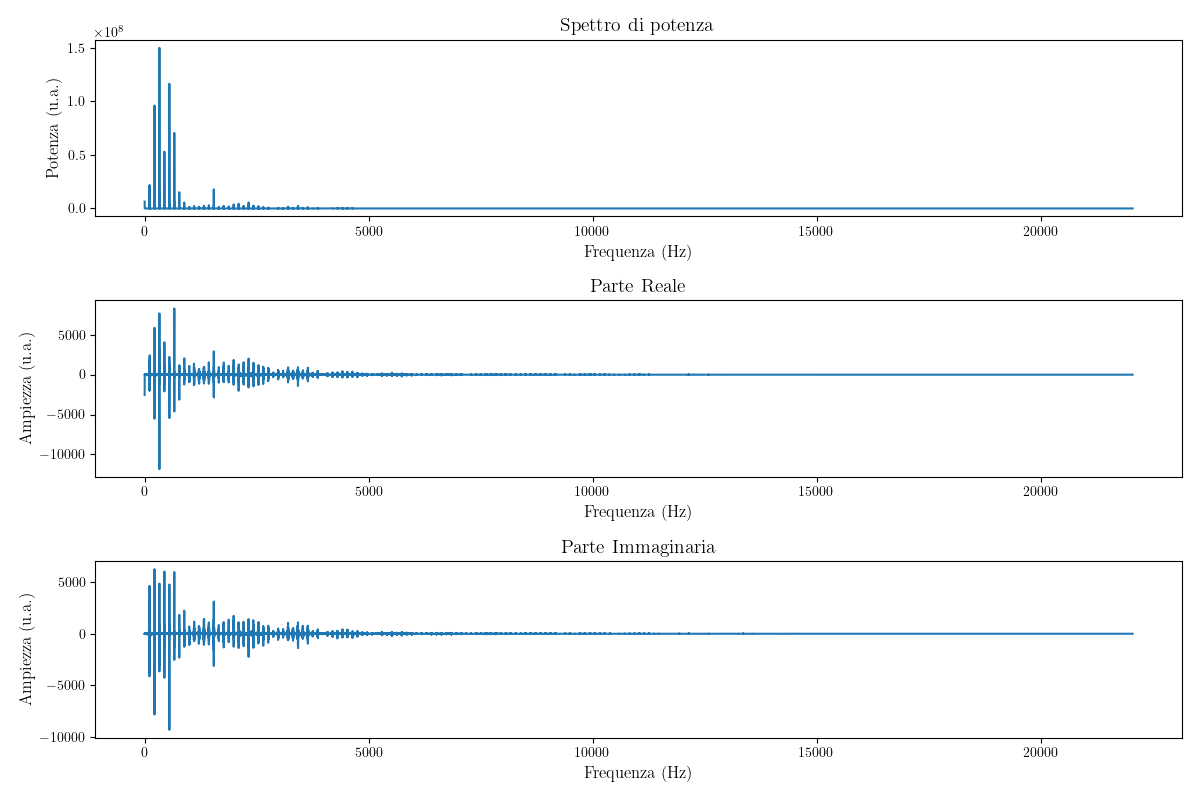 Spettro di potenza
×10⁸
1.5
1.0
0.5
0.0
Potenza (u.a.)
0 5000 10000 15000 20000
Frequenza (Hz)
Parte Reale
5000
0
−5000
−10000
Ampiezza (u.a.)
0 5000 10000 15000 20000
Frequenza (Hz)
Parte Immaginaria
5000
0
−5000
−10000
Ampiezza (u.a.)
0 5000 10000 15000 20000
Frequenza (Hz)